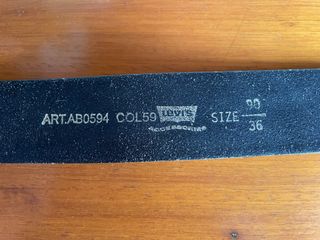 ART.AB0594 COL59 Levi's SIZE 90
ACCESSORIES 36